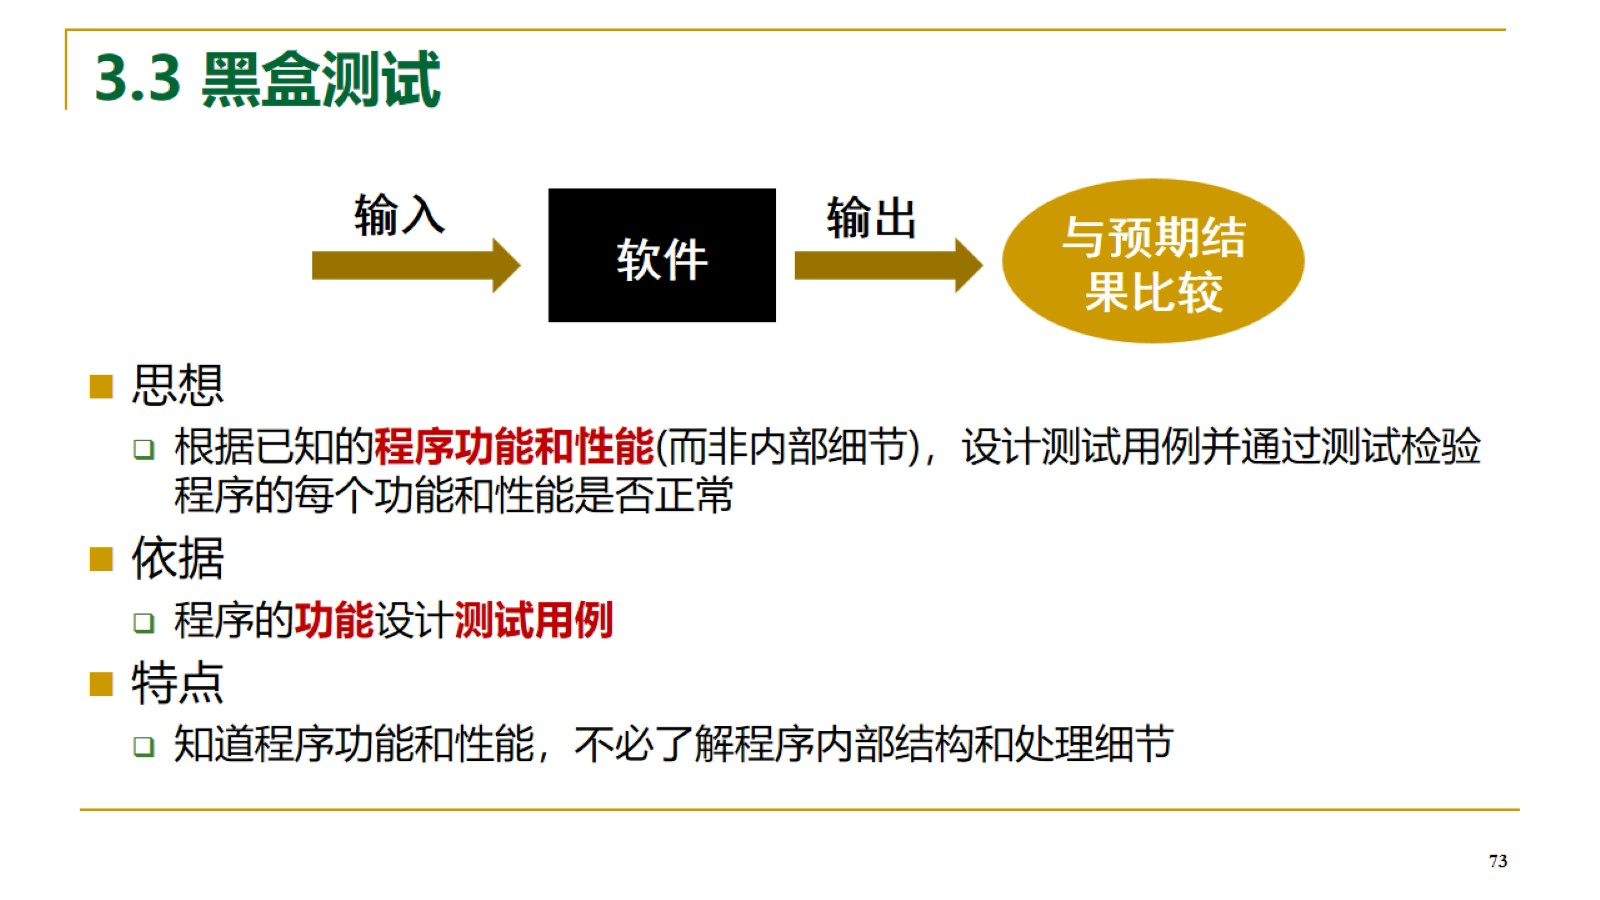 3.3 黑盒测试
输入
软件
输出
与预期结
果比较
思想
根据已知的程序功能和性能(而非内部细节)，设计测试用例并通过测试检验
程序的每个功能和性能是否正常
依据
程序的功能设计测试用例
特点
知道程序功能和性能，不必了解程序内部结构和处理细节
73